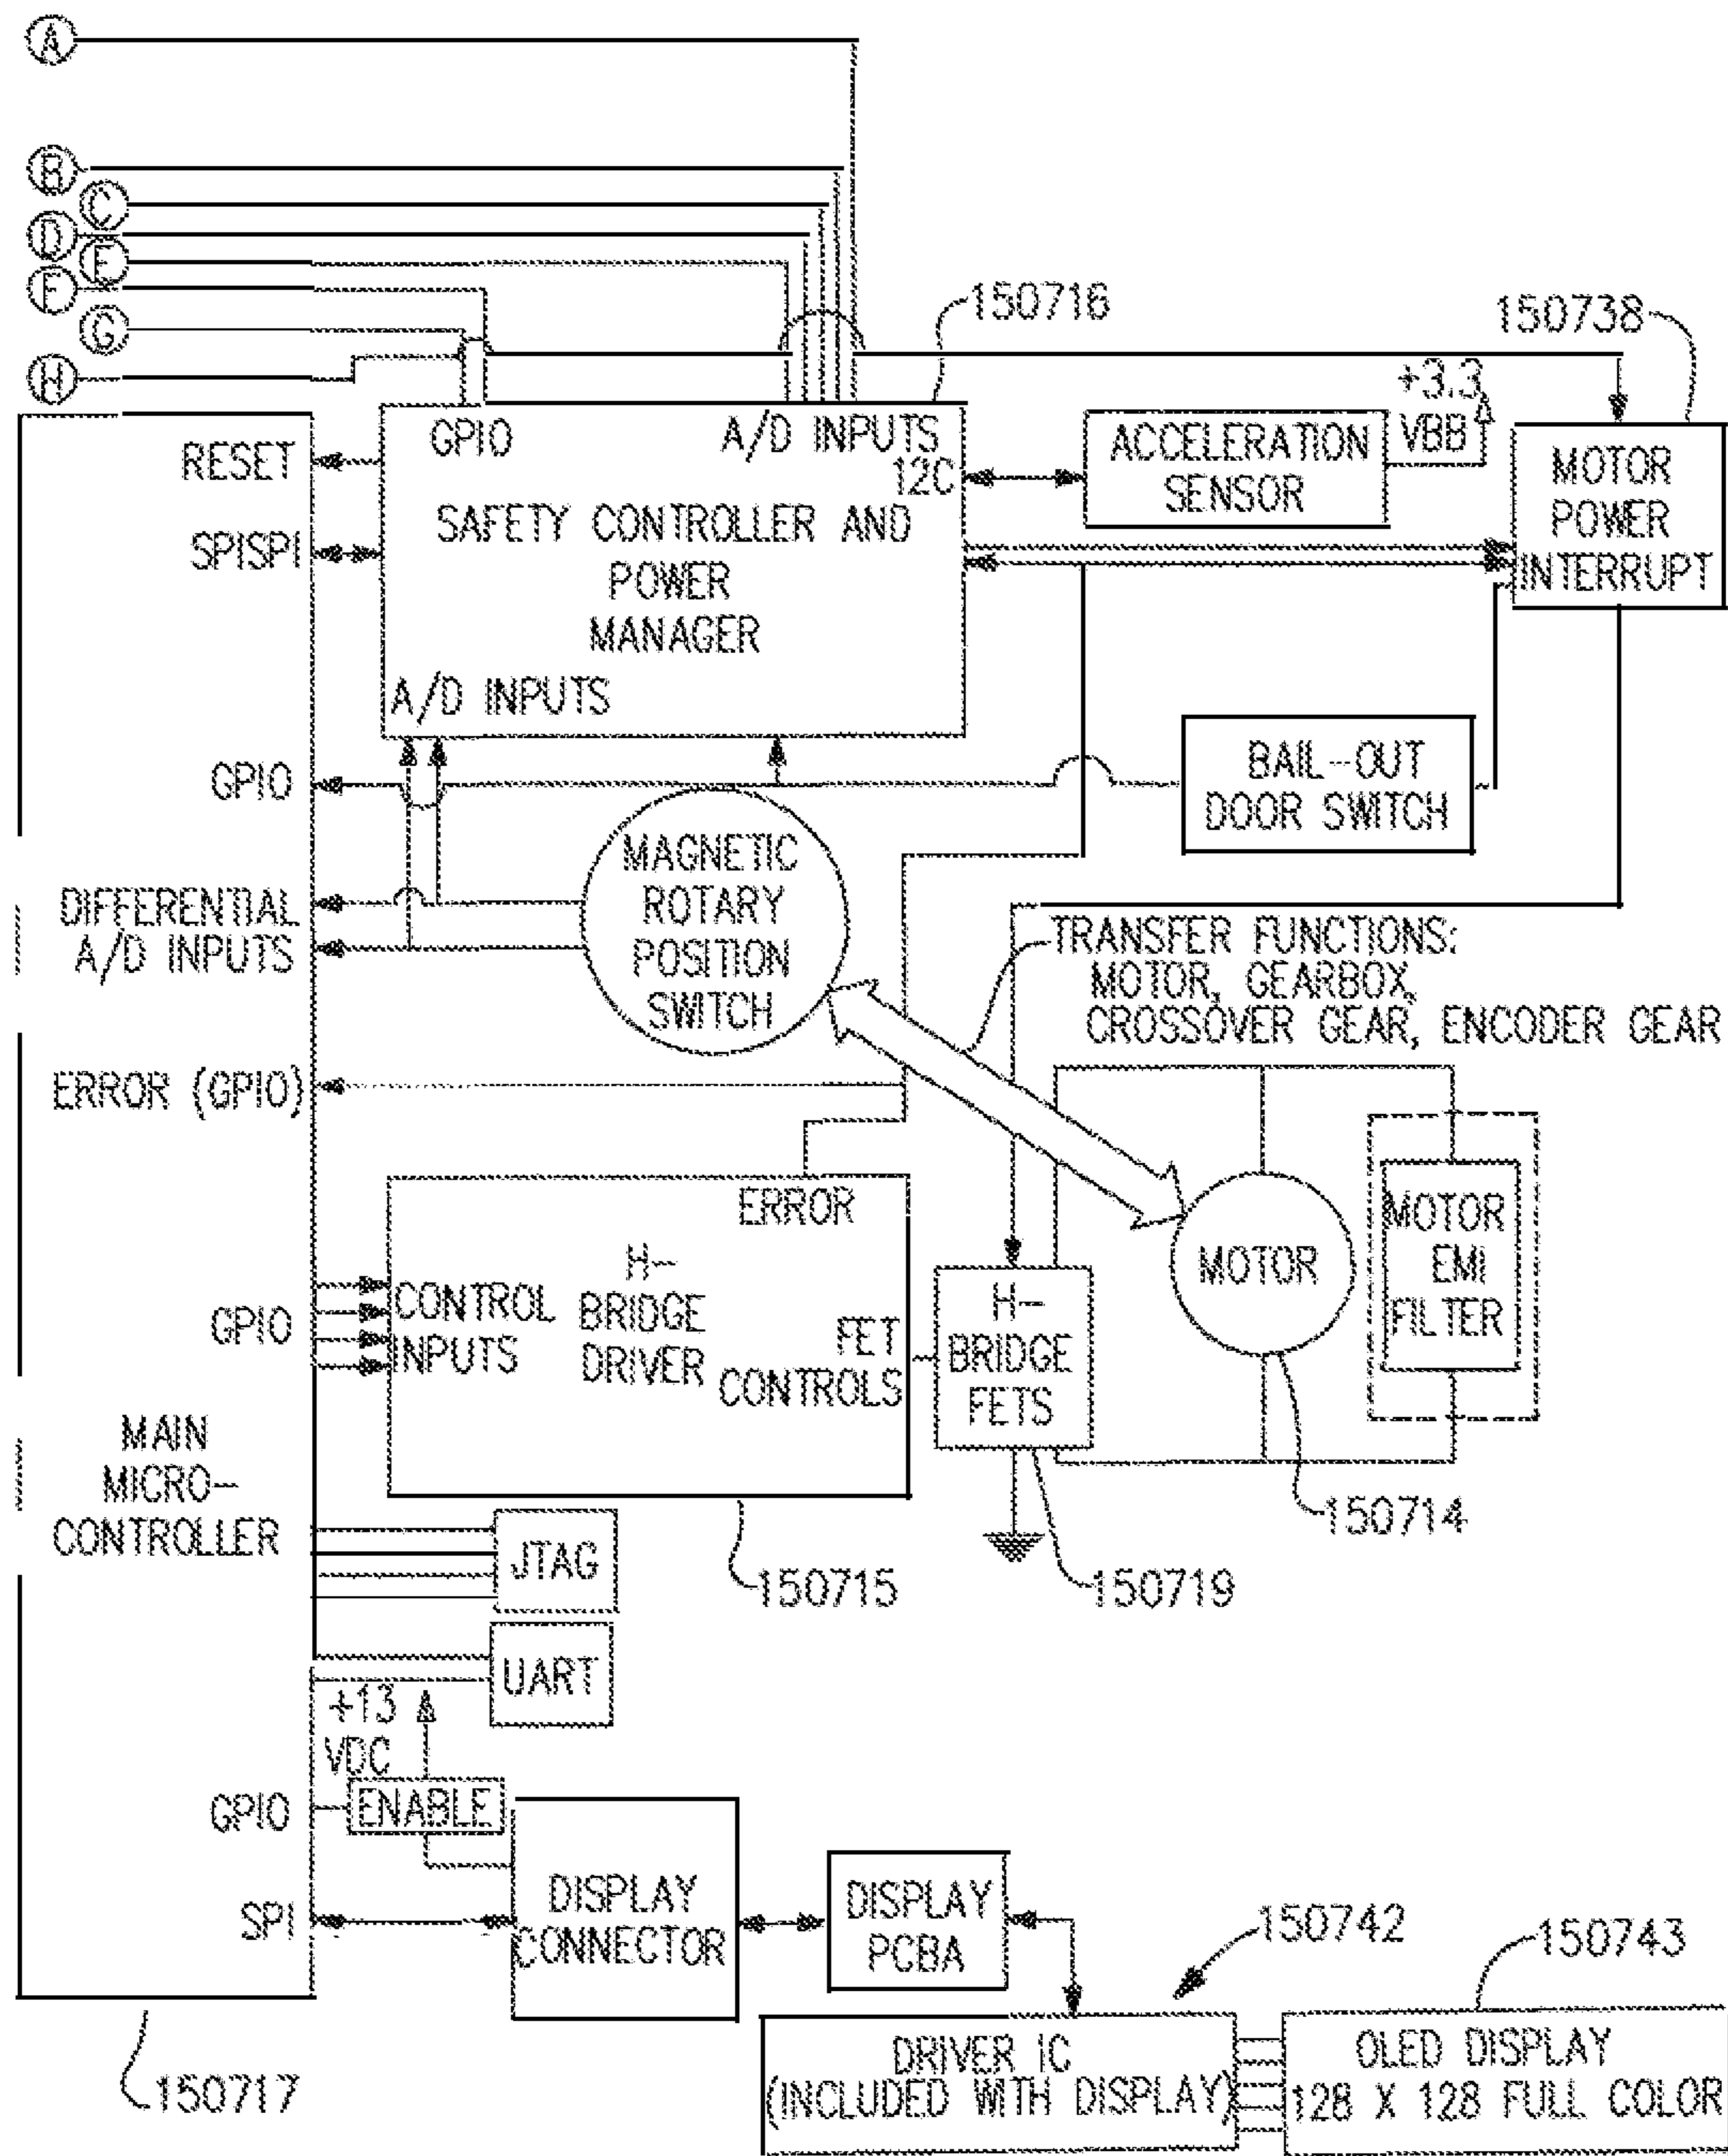 A
B
C
D
E
F
G
H
150716
150738
+3.3
VBB
RESET
SPISPI
GPIO
DIFFERENTIAL
A/D INPUTS
ERROR (GPIO)
GPIO
MAIN
MICRO-
CONTROLLER
GPIO
SPI
150717
GPIO
A/D INPUTS
12C
SAFETY CONTROLLER AND
POWER
MANAGER
A/D INPUTS
ACCELERATION
SENSOR
MOTOR
POWER
INTERRUPT
BAIL-OUT
DOOR SWITCH
MAGNETIC
ROTARY
POSITION
SWITCH
TRANSFER FUNCTIONS:
MOTOR, GEARBOX,
CROSSOVER GEAR, ENCODER GEAR
ERROR
CONTROL
INPUTS
H-
BRIDGE
DRIVER
FET
CONTROLS
150715
H-
BRIDGE
FETS
150719
MOTOR
150714
MOTOR
EMI
FILTER
JTAG
UART
+13
VDC
ENABLE
DISPLAY
CONNECTOR
DISPLAY
PCBA
150742
150743
DRIVER IC
(INCLUDED WITH DISPLAY)
OLED DISPLAY
128 X 128 FULL COLOR